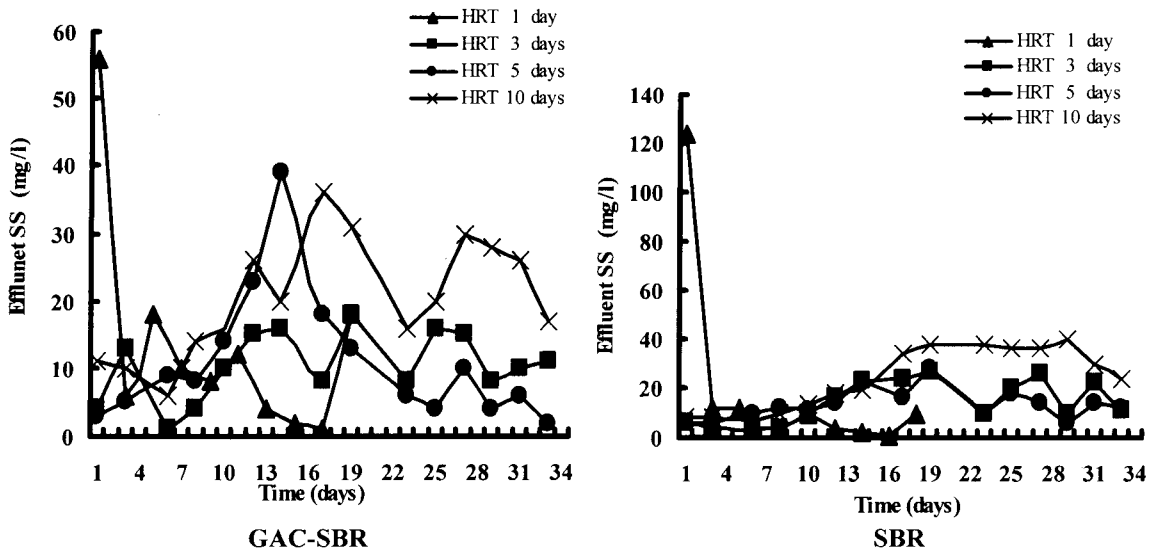 HRT 1 day
HRT 3 days
HRT 5 days
HRT 10 days
60
50
40
30
20
10
0
Efflunet SS (mg/l)
1 4 7 10 13 16 19 22 25 28 31 34
Time (days)
GAC-SBR
HRT 1 day
HRT 3 days
HRT 5 days
HRT 10 days
140
120
100
80
60
40
20
0
Effluent SS (mg/l)
1 4 7 10 13 16 19 22 25 28 31 34
Time (days)
SBR